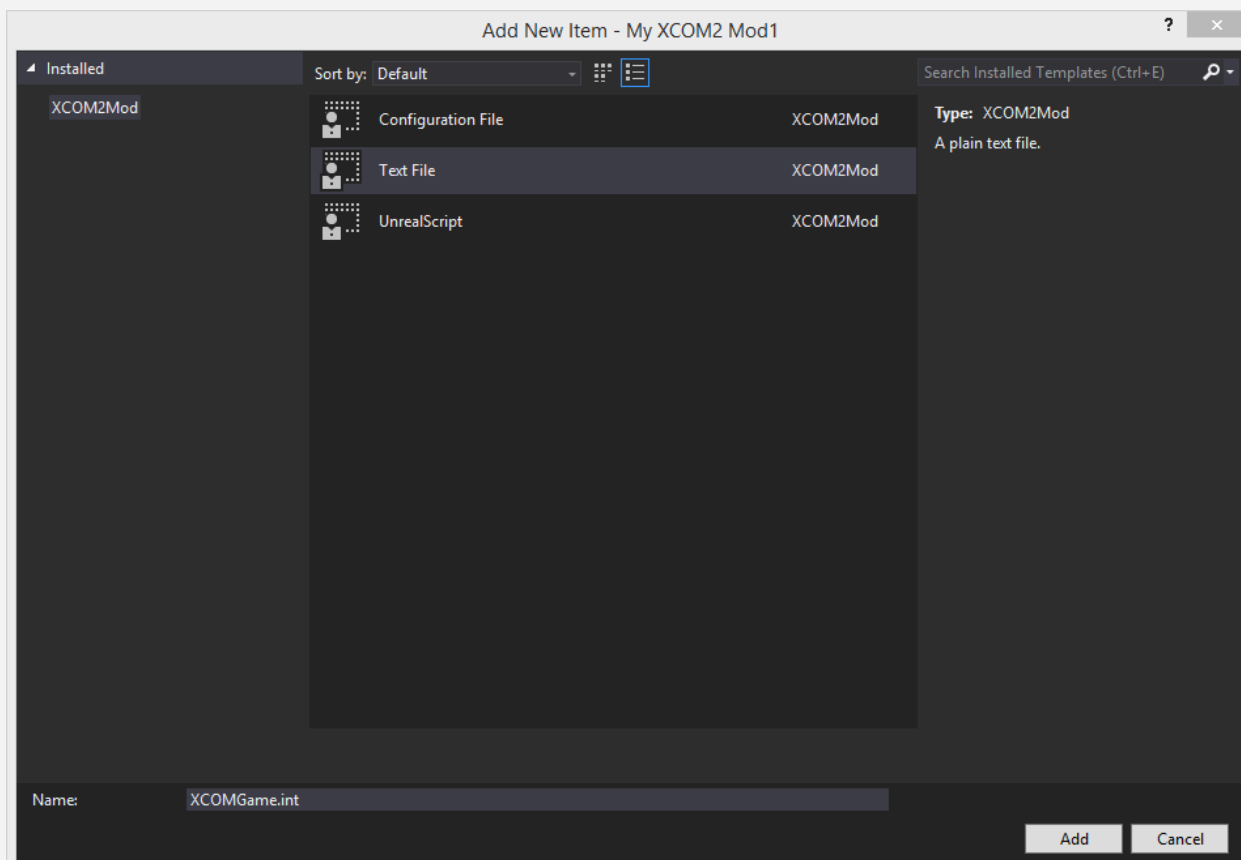 Add New Item - My XCOM2 Mod1
?
Installed
XCOM2Mod
Sort by: Default
Search Installed Templates (Ctrl+E)
Configuration File XCOM2Mod
Text File XCOM2Mod
UnrealScript XCOM2Mod
Type: XCOM2Mod
A plain text file.
Name: XCOMGame.int
Add Cancel